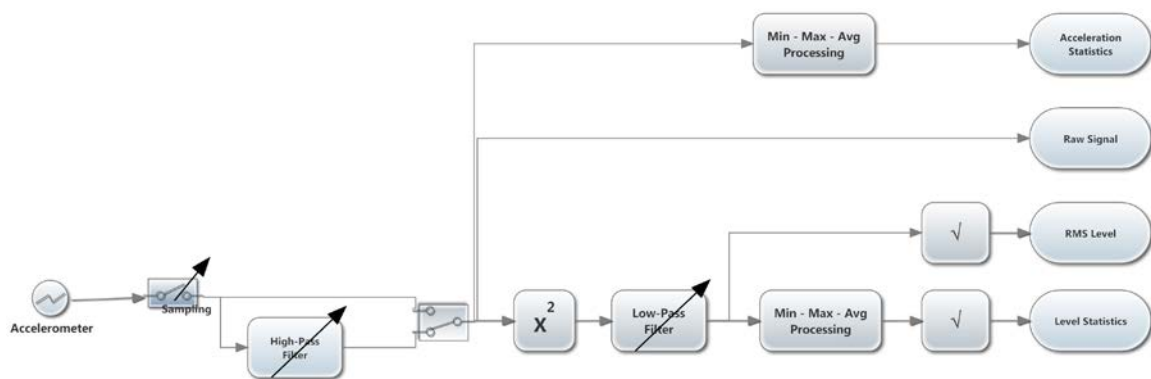 Min - Max - Avg
Processing
Acceleration
Statistics
Raw Signal
√
RMS Level
Accelerometer
Sampling
High-Pass
Filter
X²
Low-Pass
Filter
Min - Max - Avg
Processing
√
Level Statistics